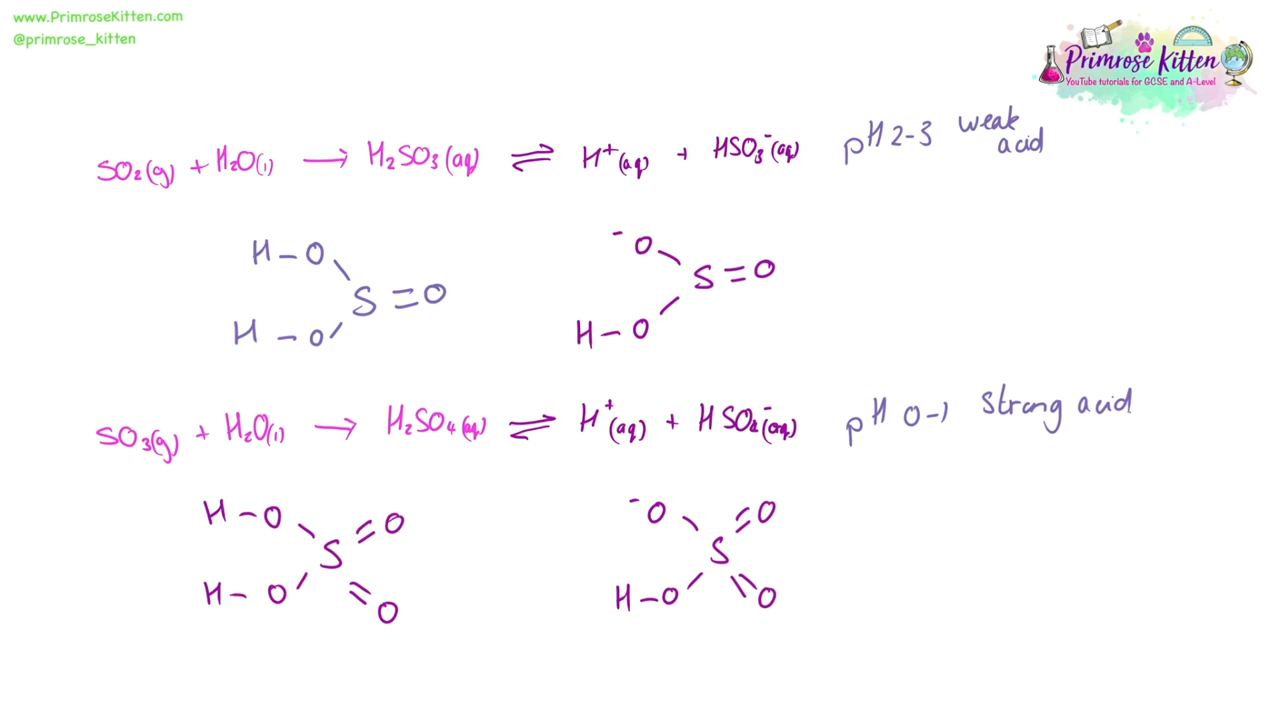 www.PrimroseKitten.com
@primrose_kitten
Primrose Kitten
YouTube tutorials for GCSE and A-Level
SO₂(g) + H₂O(l) → H₂SO₃(aq) ⇌ H⁺(aq) + HSO₃⁻(aq) pH 2-3 weak acid
H-O
S=O
H-O
⁻O
S=O
H-O
SO₃(g) + H₂O(l) → H₂SO₄(aq) ⇌ H⁺(aq) + HSO₄⁻(aq) pH 0-1 Strong acid
H-O =O
S
H-O =O
⁻O =O
S
H-O =O